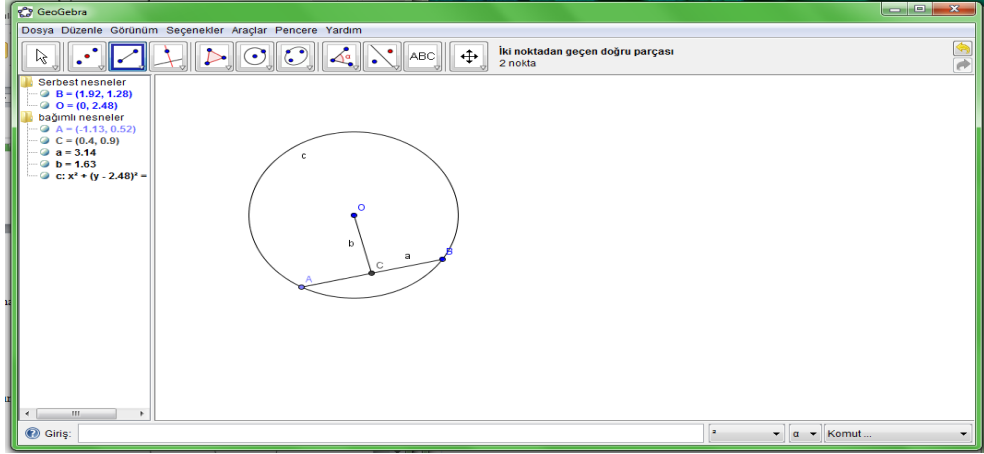 GeoGebra
Dosya Düzenle Görünüm Seçenekler Araçlar Pencere Yardım
ABC
İki noktadan geçen doğru parçası
2 nokta
Serbest nesneler
B = (1.92, 1.28)
O = (0, 2.48)
bağımlı nesneler
A = (-1.13, 0.52)
C = (0.4, 0.9)
a = 3.14
b = 1.63
c: x² + (y - 2.48)² =
c
O
b
a
B
C
A
Giriş:
²
α
Komut ...